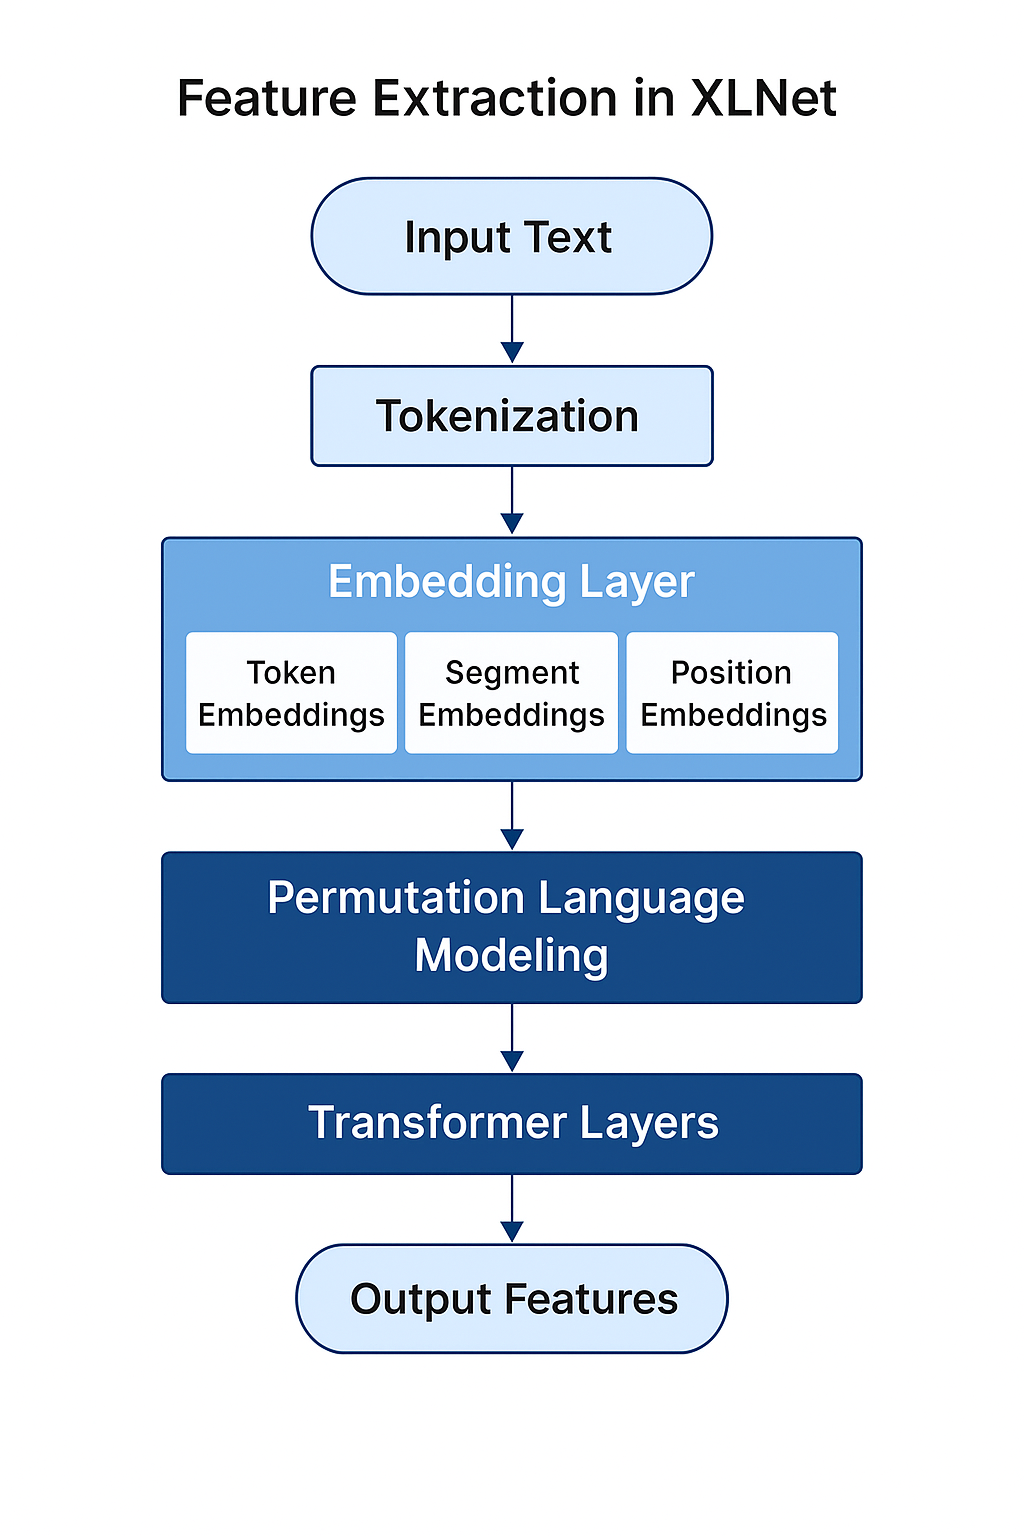 Feature Extraction in XLNet
Input Text
Tokenization
Embedding Layer
Token
Embeddings
Segment
Embeddings
Position
Embeddings
Permutation Language
Modeling
Transformer Layers
Output Features